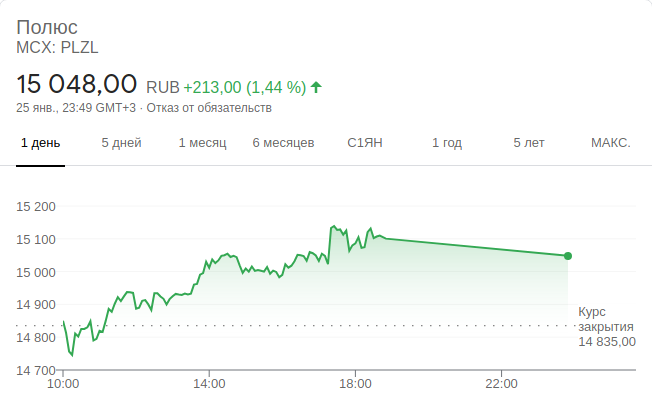 Полюс
MCX: PLZL
15 048,00 RUB +213,00 (1,44 %)
25 янв., 23:49 GMT+3 · Отказ от обязательств
1 день 5 дней 1 месяц 6 месяцев С1ЯН 1 год 5 лет МАКС.
15 200
15 100
15 000
14 900
14 800
14 700
Курс
закрытия
14 835,00
10:00 14:00 18:00 22:00